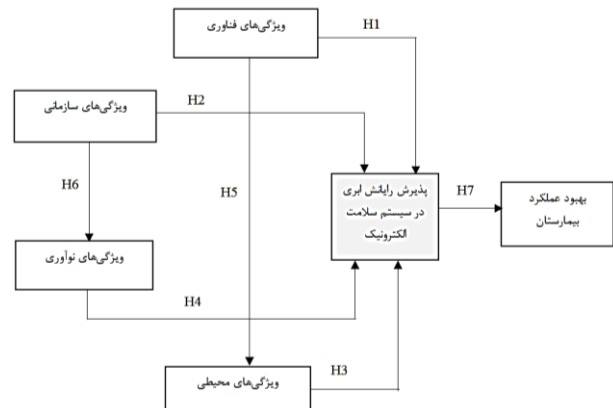 ویژگی‌های فناوری
H1
ویژگی‌های سازمانی
H2
H6
H5
پذیرش رایانش ابری
در سیستم سلامت
الکترونیک
H7
بهبود عملکرد
بیمارستان
ویژگی‌های نوآوری
H4
ویژگی‌های محیطی
H3